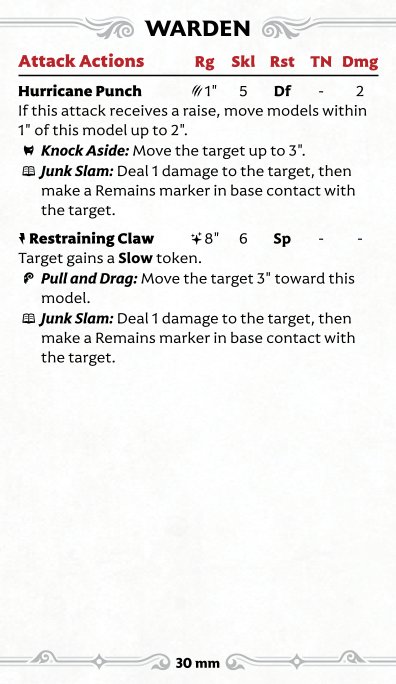 WARDEN
Attack Actions Rg Skl Rst TN Dmg
Hurricane Punch 1" 5 Df - 2
If this attack receives a raise, move models within
1" of this model up to 2".
Knock Aside: Move the target up to 3".
Junk Slam: Deal 1 damage to the target, then
make a Remains marker in base contact with
the target.
Restraining Claw 8" 6 Sp - -
Target gains a Slow token.
Pull and Drag: Move the target 3" toward this
model.
Junk Slam: Deal 1 damage to the target, then
make a Remains marker in base contact with
the target.
30 mm